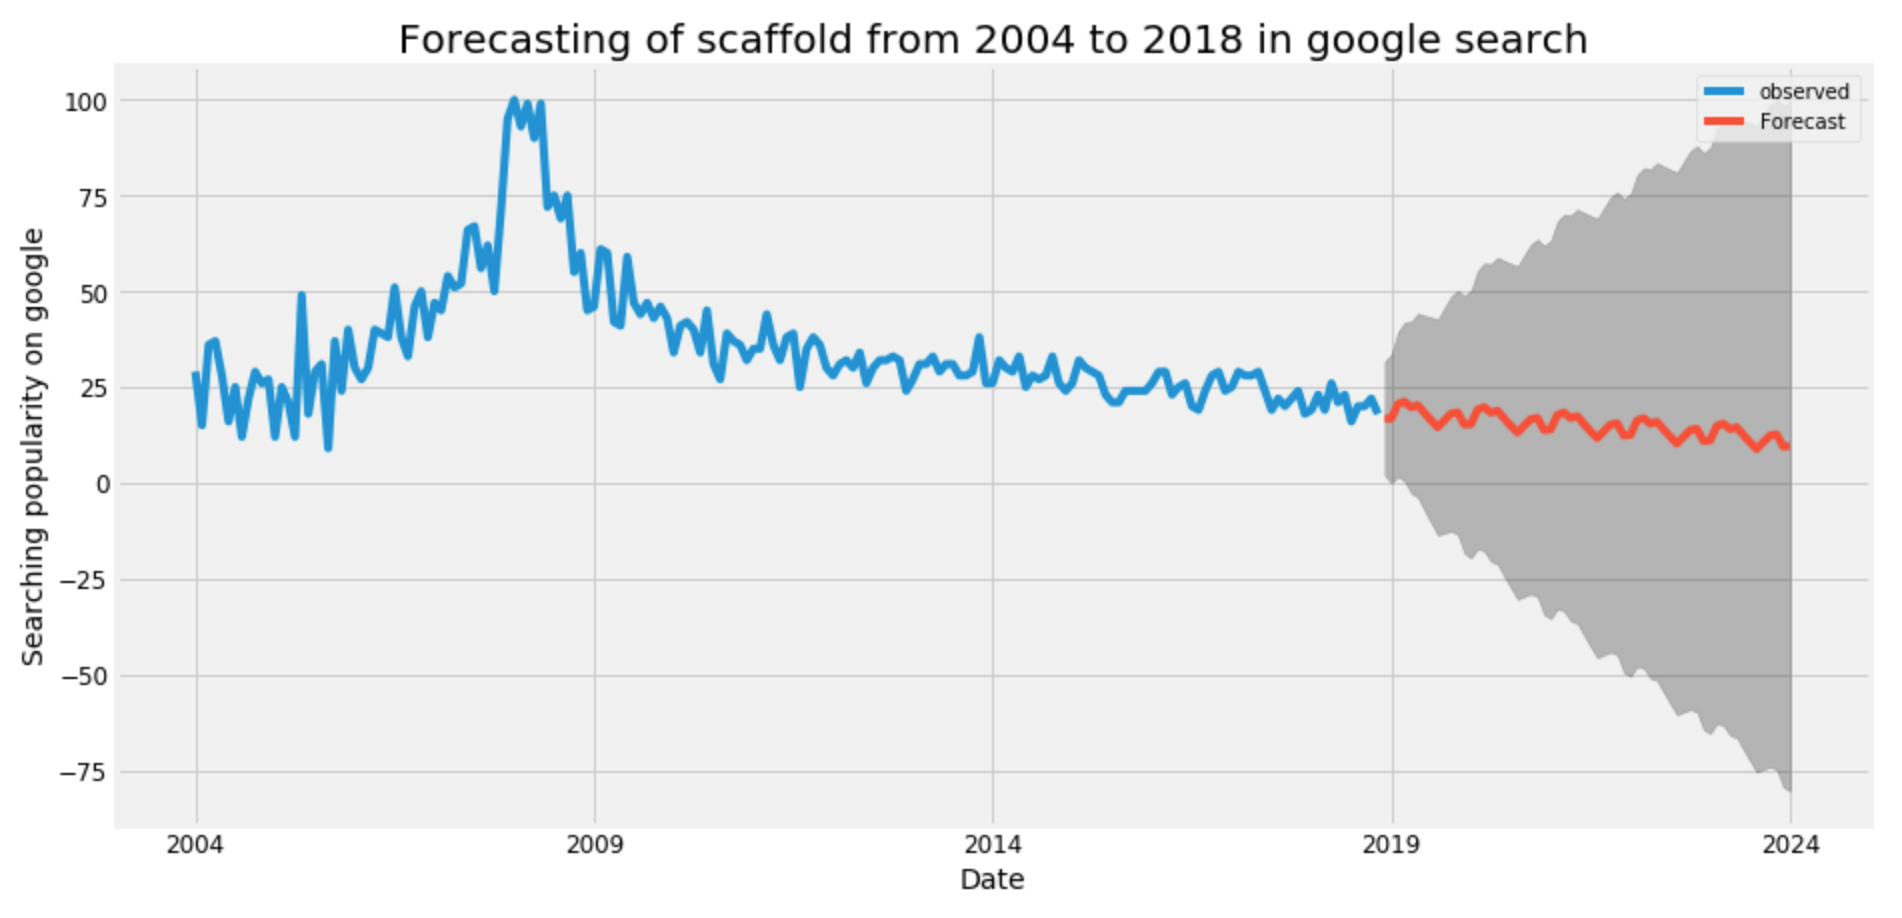 Forecasting of scaffold from 2004 to 2018 in google search
observed
Forecast
Searching popularity on google
100
75
50
25
0
−25
−50
−75
2004 2009 2014 2019 2024
Date